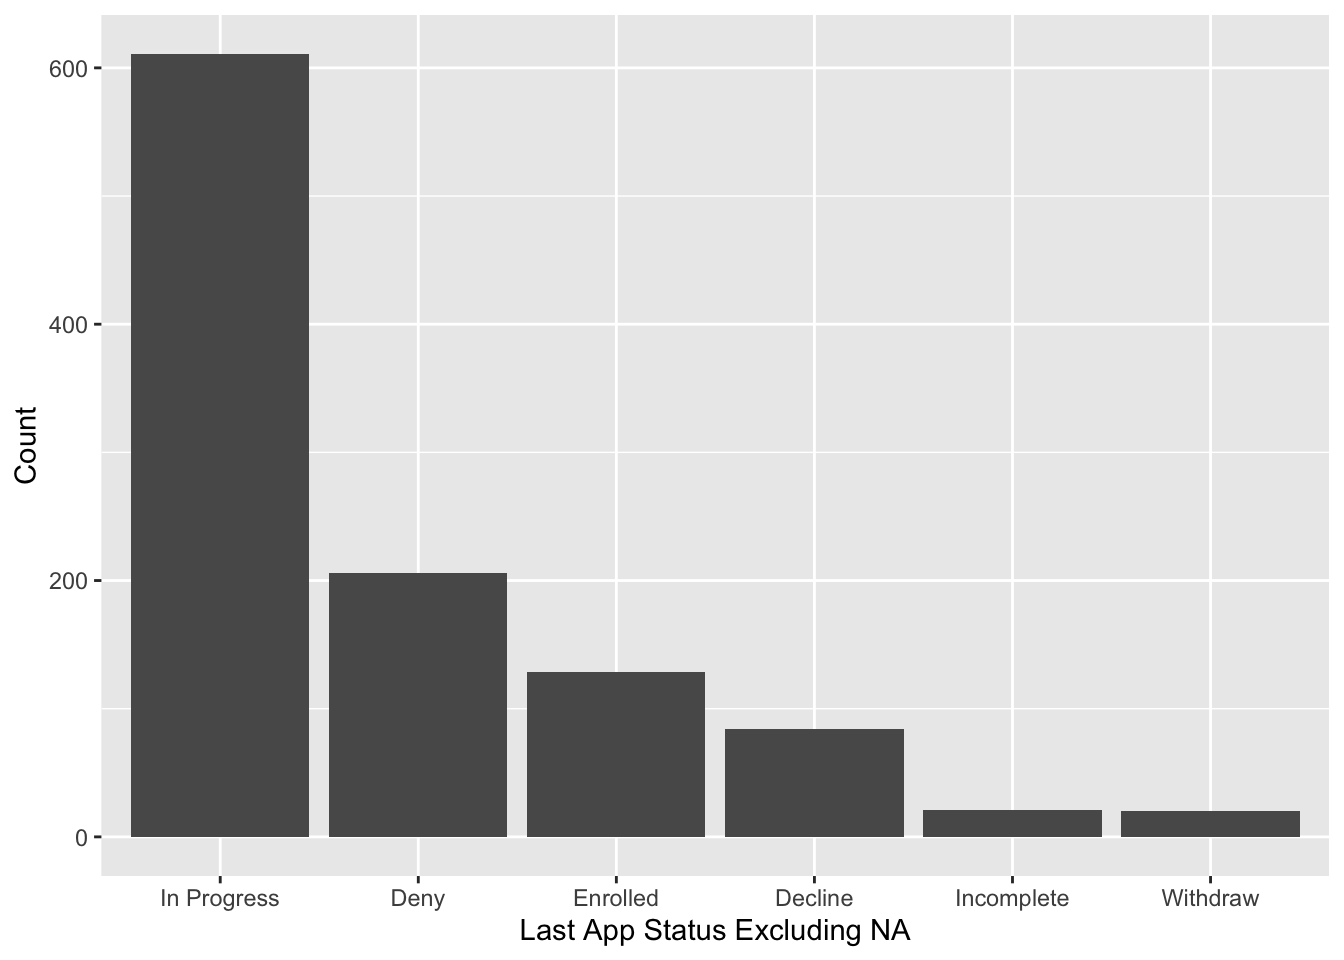 600
400
200
0
Count
In Progress Deny Enrolled Decline Incomplete Withdraw
Last App Status Excluding NA